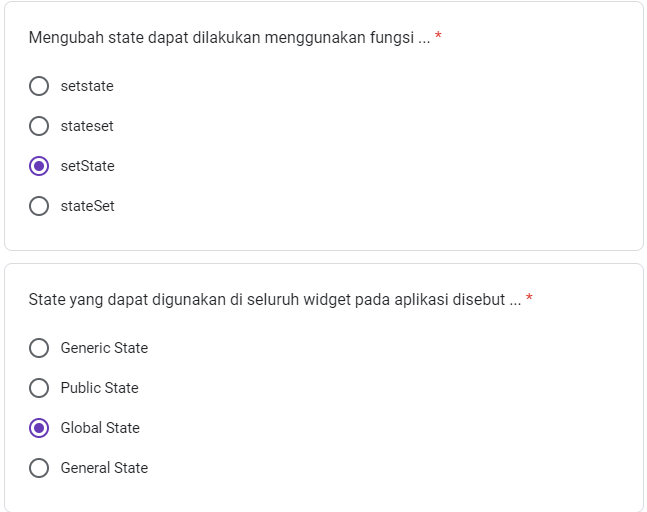 Mengubah state dapat dilakukan menggunakan fungsi ... *
setstate
stateset
setState
stateSet
State yang dapat digunakan di seluruh widget pada aplikasi disebut ... *
Generic State
Public State
Global State
General State